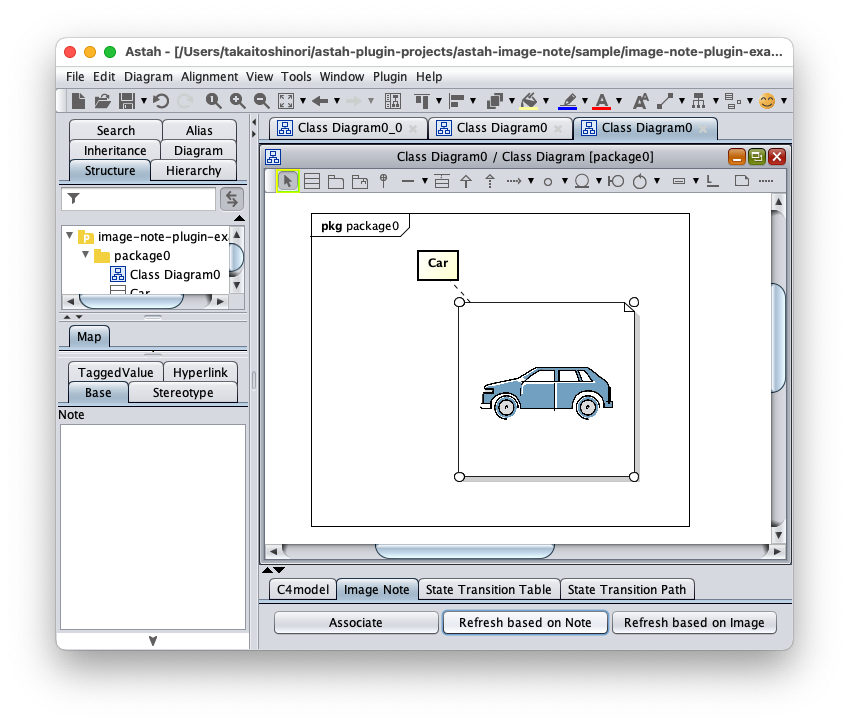 Astah - [/Users/takaitoshinori/astah-plugin-projects/astah-image-note/sample/image-note-plugin-exa...
File Edit Diagram Alignment View Tools Window Plugin Help
Search Alias
Inheritance Diagram
Structure Hierarchy
image-note-plugin-ex
package0
Class Diagram0
Car
Map
TaggedValue Hyperlink
Base Stereotype
Note
Class Diagram0_0 Class Diagram0 Class Diagram0
Class Diagram0 / Class Diagram [package0]
pkg package0
Car
C4model Image Note State Transition Table State Transition Path
Associate Refresh based on Note Refresh based on Image